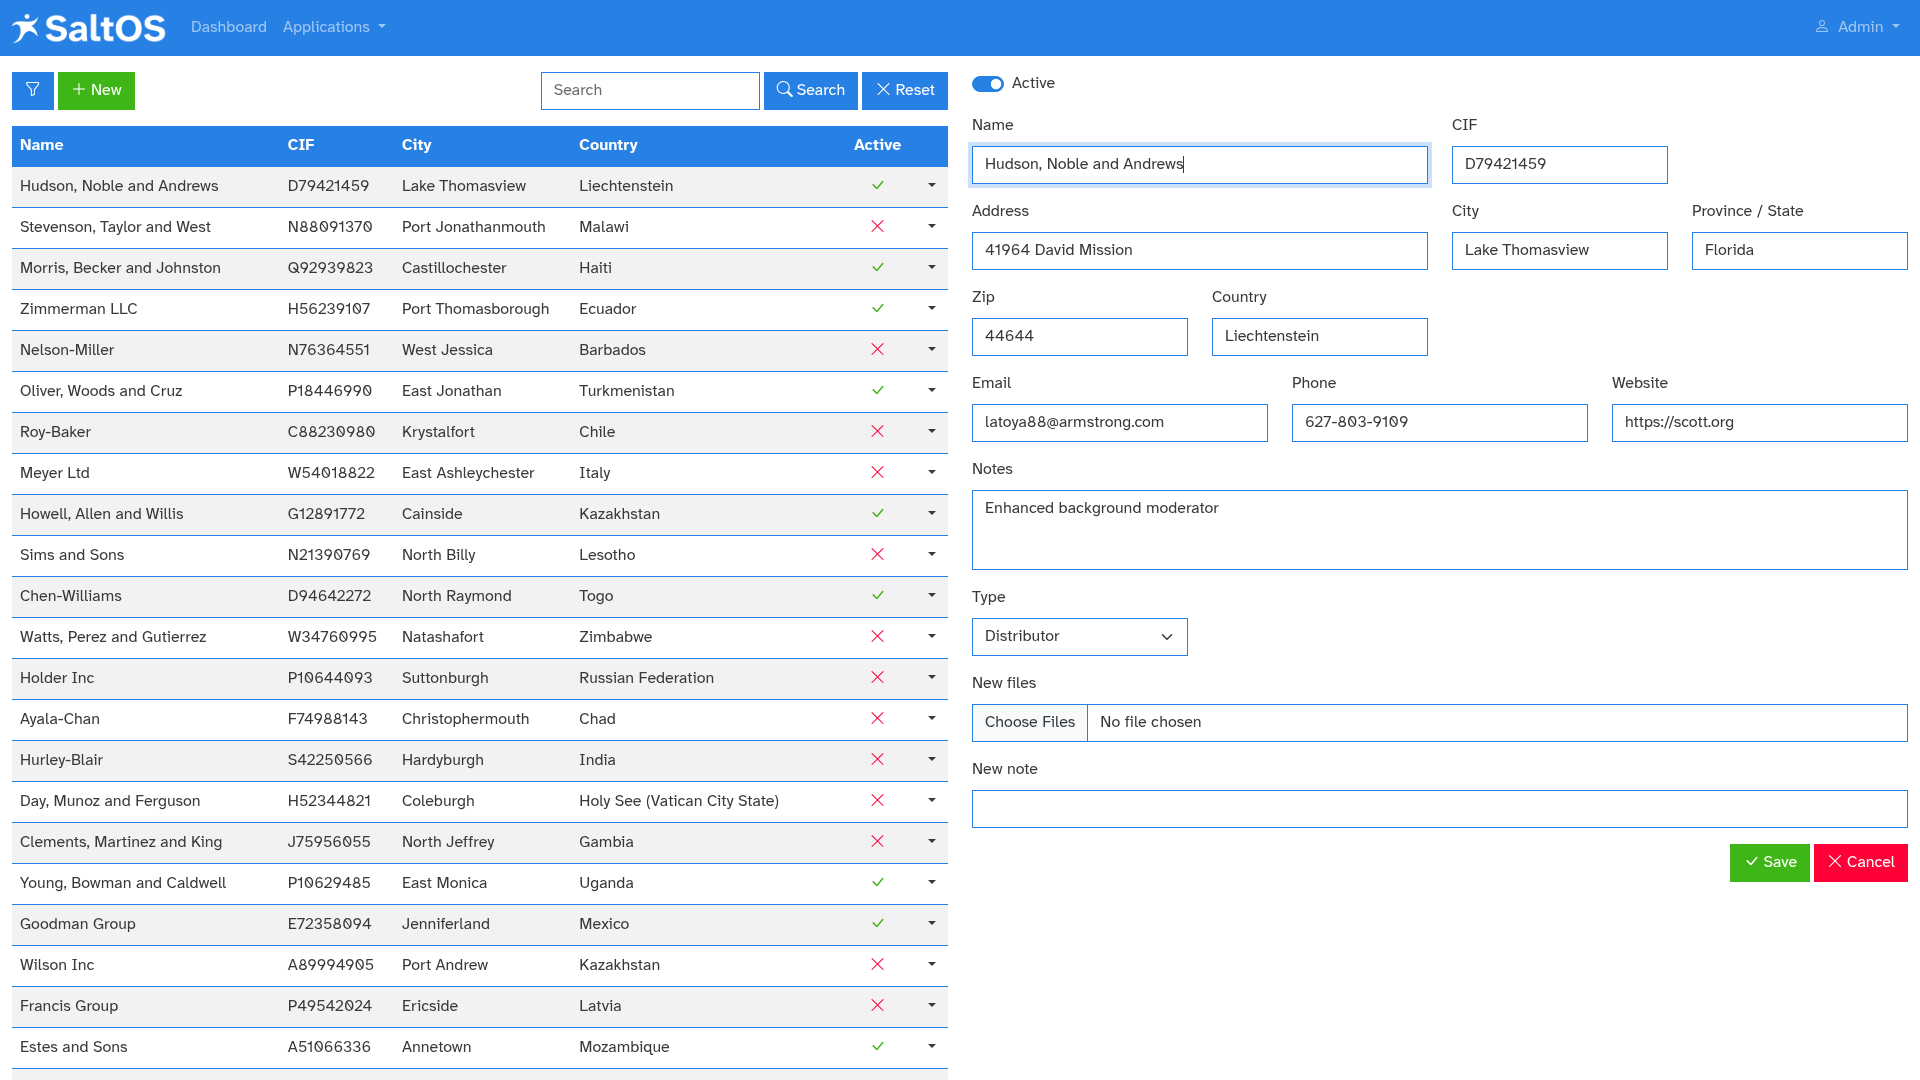 SaltOS
Dashboard Applications Admin
New Search Search Reset
Name CIF City Country Active
Hudson, Noble and Andrews D79421459 Lake Thomasview Liechtenstein
Stevenson, Taylor and West N88091370 Port Jonathanmouth Malawi
Morris, Becker and Johnston Q92939823 Castillochester Haiti
Zimmerman LLC H56239107 Port Thomasborough Ecuador
Nelson-Miller N76364551 West Jessica Barbados
Oliver, Woods and Cruz P18446990 East Jonathan Turkmenistan
Roy-Baker C88230980 Krystalfort Chile
Meyer Ltd W54018822 East Ashleychester Italy
Howell, Allen and Willis G12891772 Cainside Kazakhstan
Sims and Sons N21390769 North Billy Lesotho
Chen-Williams D94642272 North Raymond Togo
Watts, Perez and Gutierrez W34760995 Natashafort Zimbabwe
Holder Inc P10644093 Suttonburgh Russian Federation
Ayala-Chan F74988143 Christophermouth Chad
Hurley-Blair S42250566 Hardyburgh India
Day, Munoz and Ferguson H52344821 Coleburgh Holy See (Vatican City State)
Clements, Martinez and King J75956055 North Jeffrey Gambia
Young, Bowman and Caldwell P10629485 East Monica Uganda
Goodman Group E72358094 Jenniferland Mexico
Wilson Inc A89994905 Port Andrew Kazakhstan
Francis Group P49542024 Ericside Latvia
Estes and Sons A51066336 Annetown Mozambique
Active
Name CIF
Hudson, Noble and Andrews D79421459
Address City Province / State
41964 David Mission Lake Thomasview Florida
Zip Country
44644 Liechtenstein
Email Phone Website
latoya88@armstrong.com 627-803-9109 https://scott.org
Notes
Enhanced background moderator
Type
Distributor
New files
Choose Files No file chosen
New note
Save Cancel